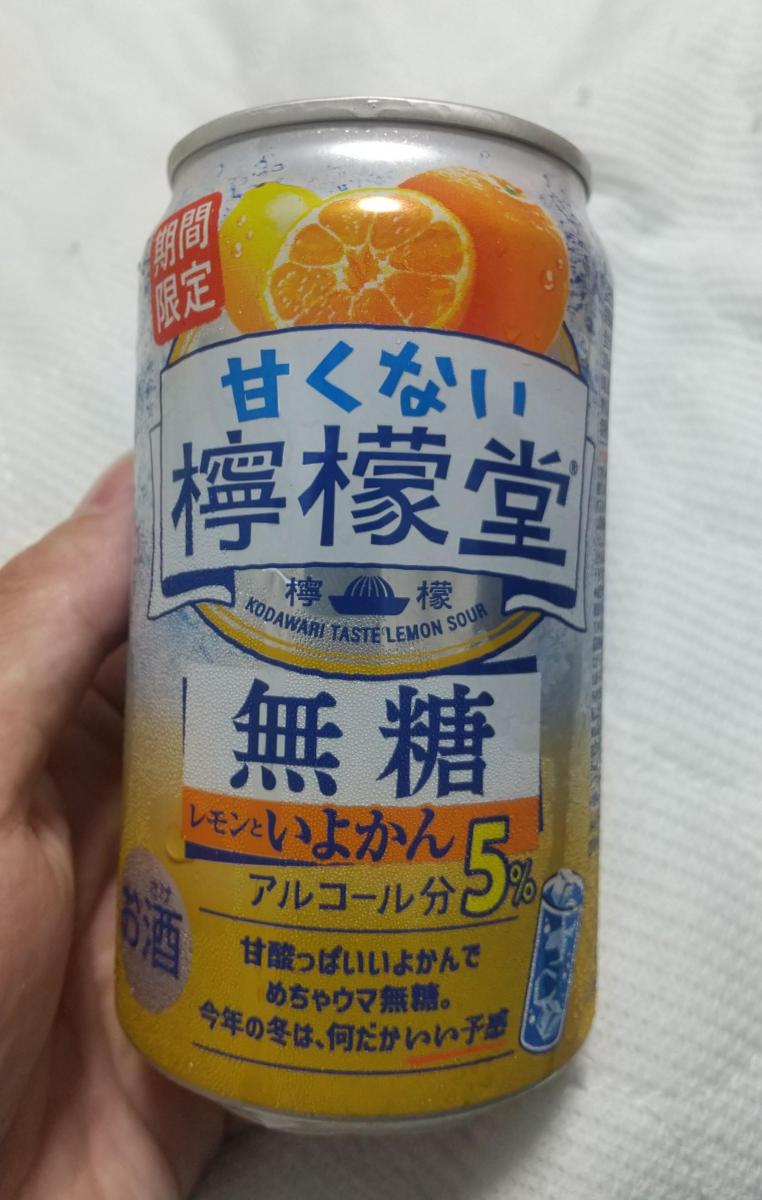 期間
限定
甘くない
檸檬堂®
檸 檬
KODAWARI TASTE LEMON SOUR
無糖
レモンといよかん
アルコール分5%
さけ
お酒
甘酸っぱいいよかんで
めちゃウマ無糖。
今年の冬は、何だかいい予感